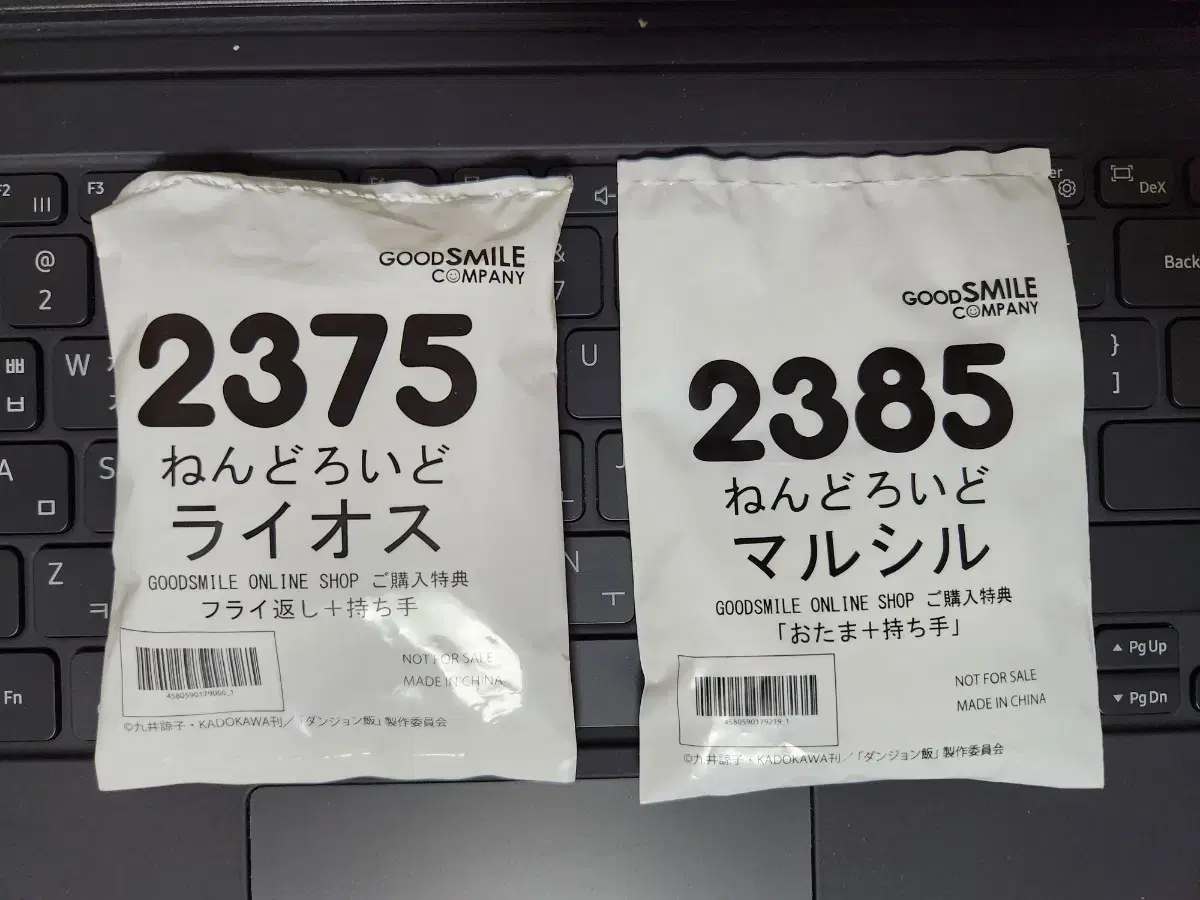 GOODSMILE
COMPANY
2375
ねんどろいど
ライオス
GOODSMILE ONLINE SHOP ご購入特典
フライ返し＋持ち手
NOT FOR SALE
MADE IN CHINA
4580590179066_1
©九井諒子・KADOKAWA刊／「ダンジョン飯」製作委員会
GOODSMILE
COMPANY
2385
ねんどろいど
マルシル
GOODSMILE ONLINE SHOP ご購入特典
「おたま＋持ち手」
NOT FOR SALE
MADE IN CHINA
4580590179219_1
©九井諒子・KADOKAWA刊／「ダンジョン飯」製作委員会
F2
F3
DeX
@
2
&
7
Back
ㅃ
ㅂ
W
U
}
]
A
ㅁ
S
J
Z
ㅋ
N
ㅜ
Fn
PgUp
PgDn